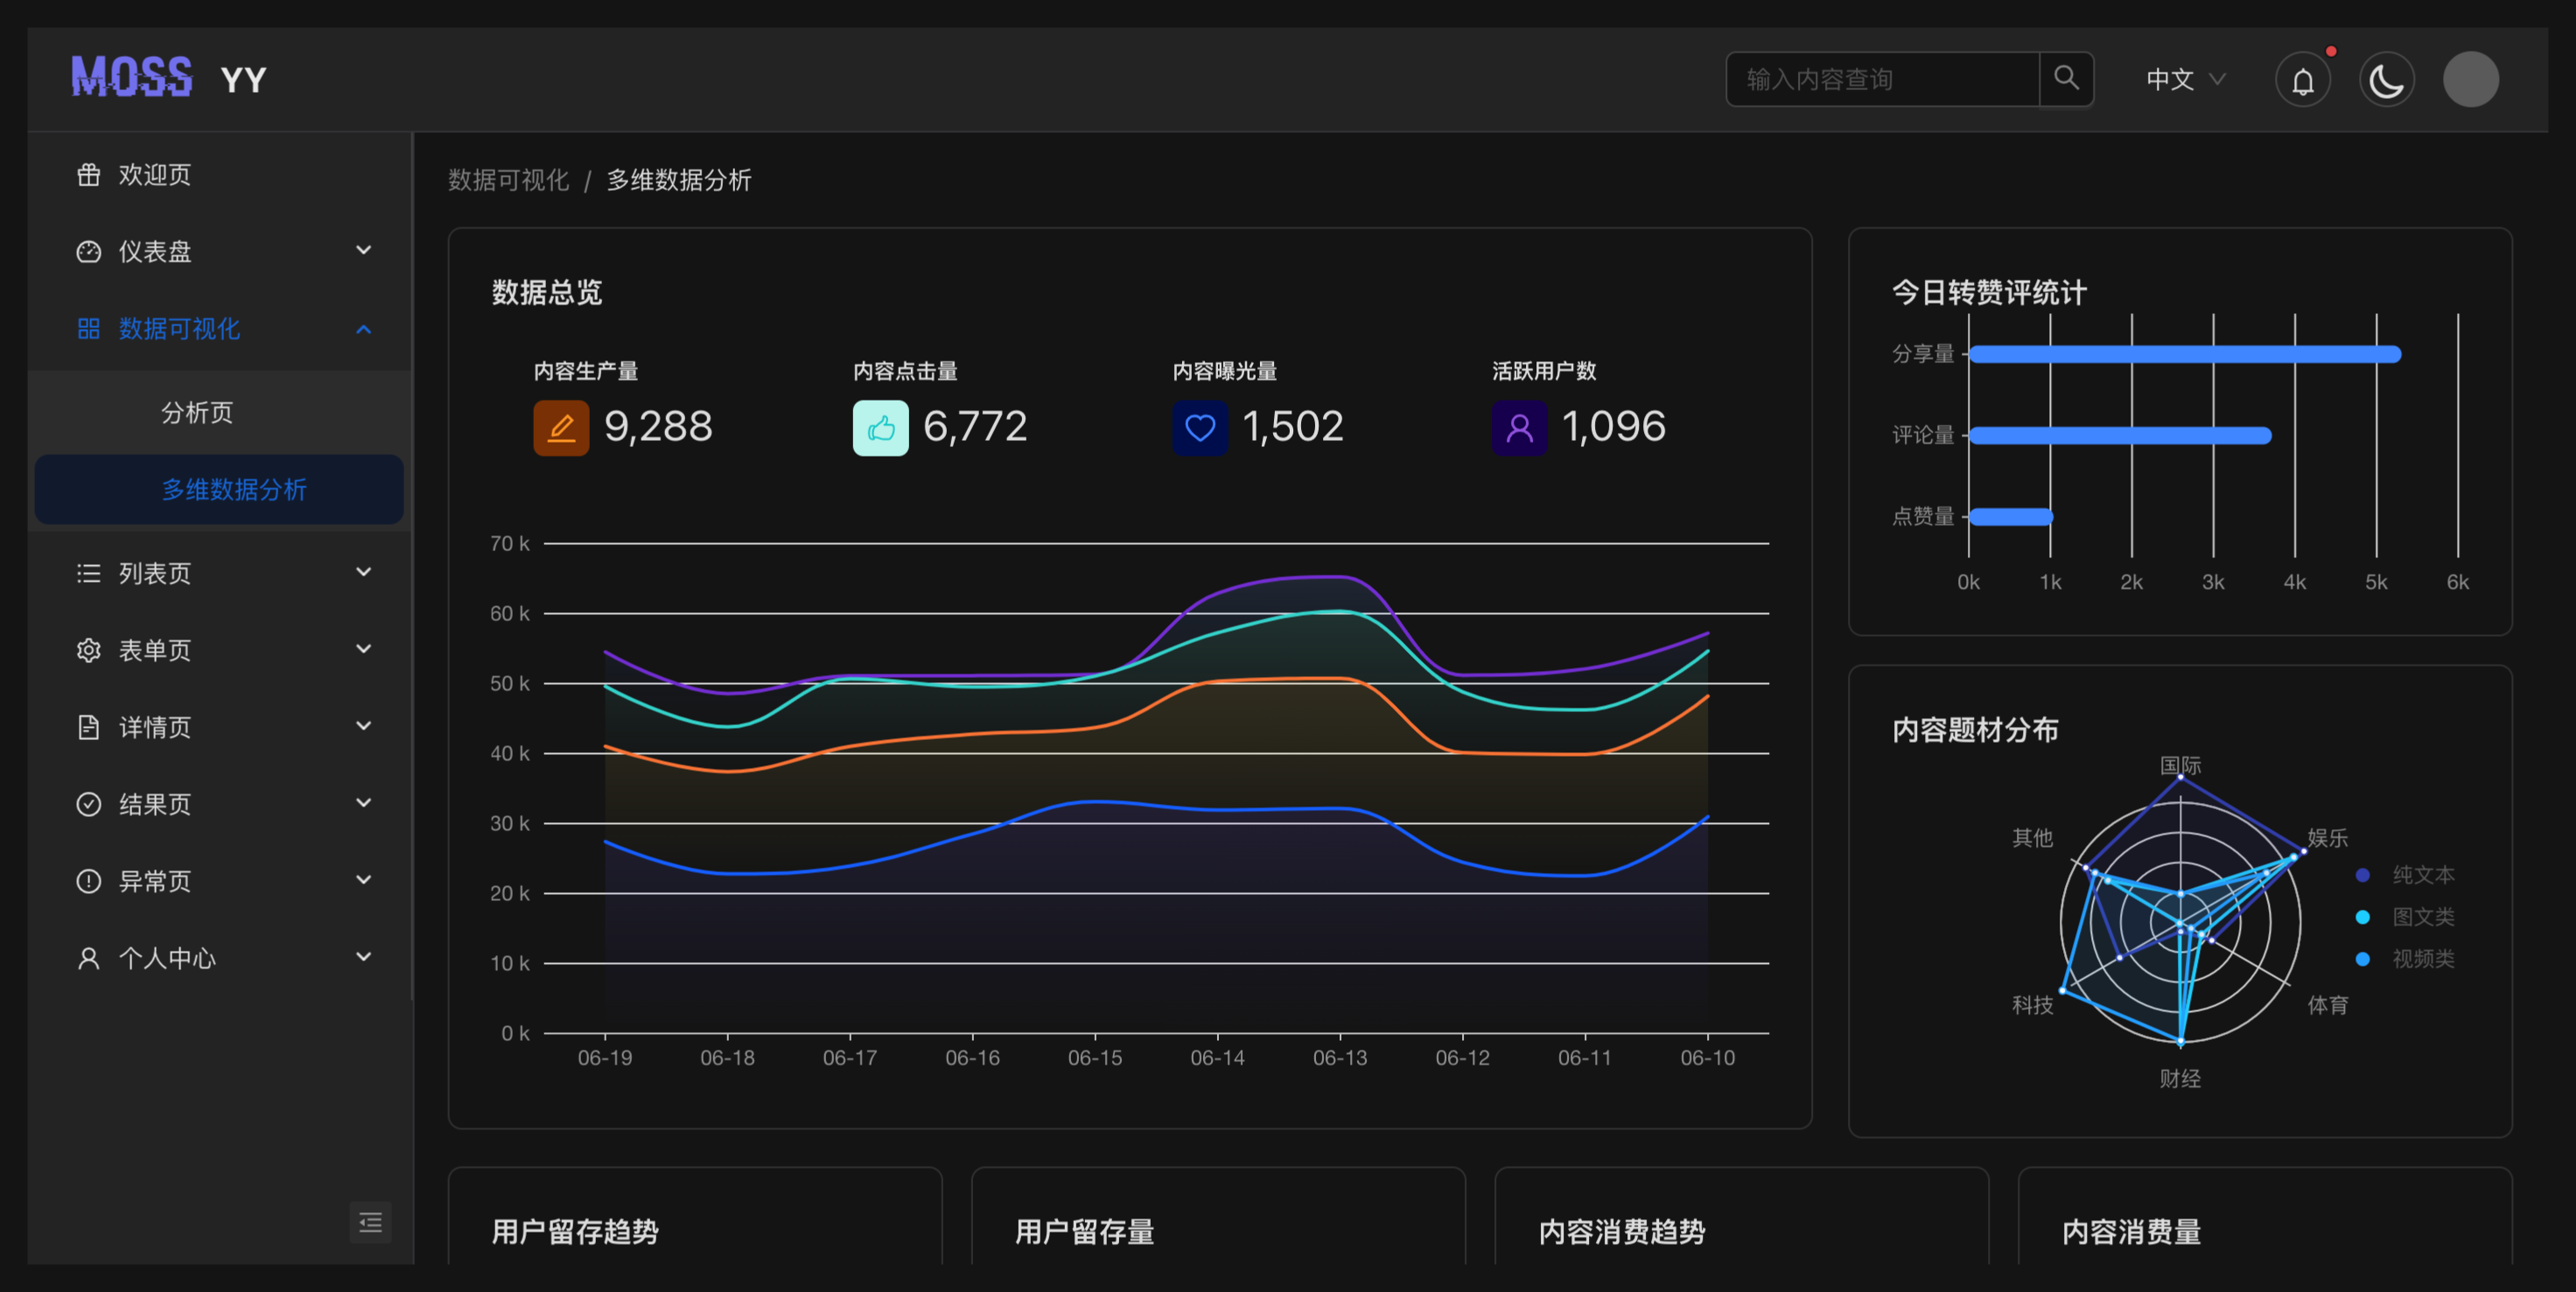 MOSS YY
输入内容查询
中文
欢迎页
仪表盘
数据可视化
分析页
多维数据分析
列表页
表单页
详情页
结果页
异常页
个人中心
数据可视化 / 多维数据分析
数据总览
内容生产量
9,288
内容点击量
6,772
内容曝光量
1,502
活跃用户数
1,096
70 k
60 k
50 k
40 k
30 k
20 k
10 k
0 k
06-19 06-18 06-17 06-16 06-15 06-14 06-13 06-12 06-11 06-10
今日转赞评统计
分享量
评论量
点赞量
0k 1k 2k 3k 4k 5k 6k
内容题材分布
国际
其他
娱乐
科技
体育
财经
纯文本
图文类
视频类
用户留存趋势
用户留存量
内容消费趋势
内容消费量